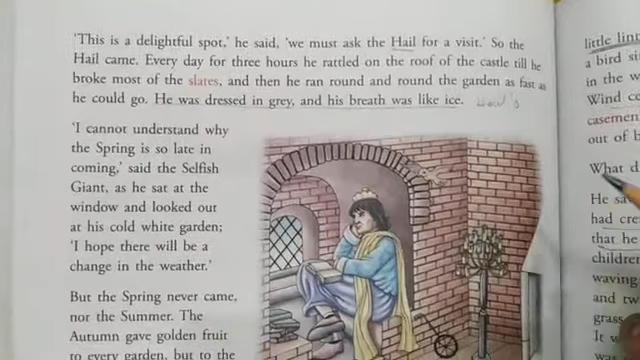 'This is a delightful spot,' he said, 'we must ask the Hail for a visit.' So the
Hail came. Every day for three hours he rattled on the roof of the castle till he
broke most of the slates, and then he ran round and round the garden as fast as
he could go. He was dressed in grey, and his breath was like ice.
'I cannot understand why
the Spring is so late in
coming,' said the Selfish
Giant, as he sat at the
window and looked out
at his cold white garden;
'I hope there will be a
change in the weather.'
But the Spring never came,
nor the Summer. The
Autumn gave golden fruit
to every garden, but to the
little
a bird
in the
Wind
casement
out of
What
He
had
that he
children
waving
and
grass
It
was